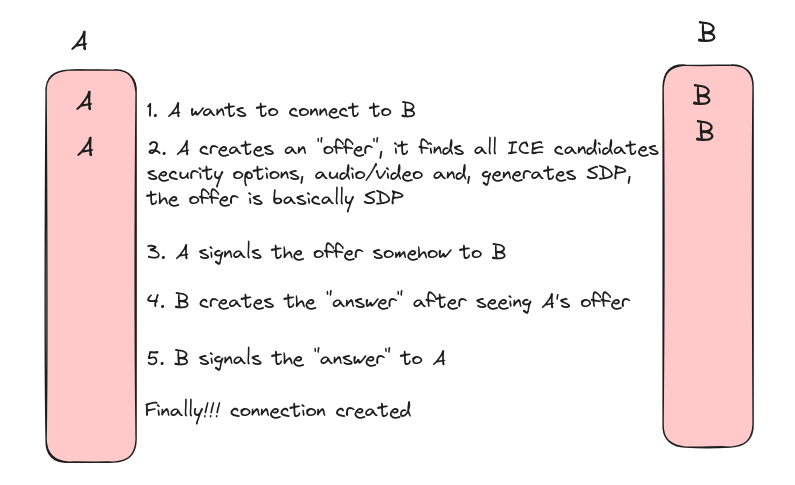 A
B
A
B
A
B
1. A wants to connect to B
2. A creates an "offer", it finds all ICE candidates
security options, audio/video and, generates SDP,
the offer is basically SDP
3. A signals the offer somehow to B
4. B creates the "answer" after seeing A's offer
5. B signals the "answer" to A
Finally!!! connection created